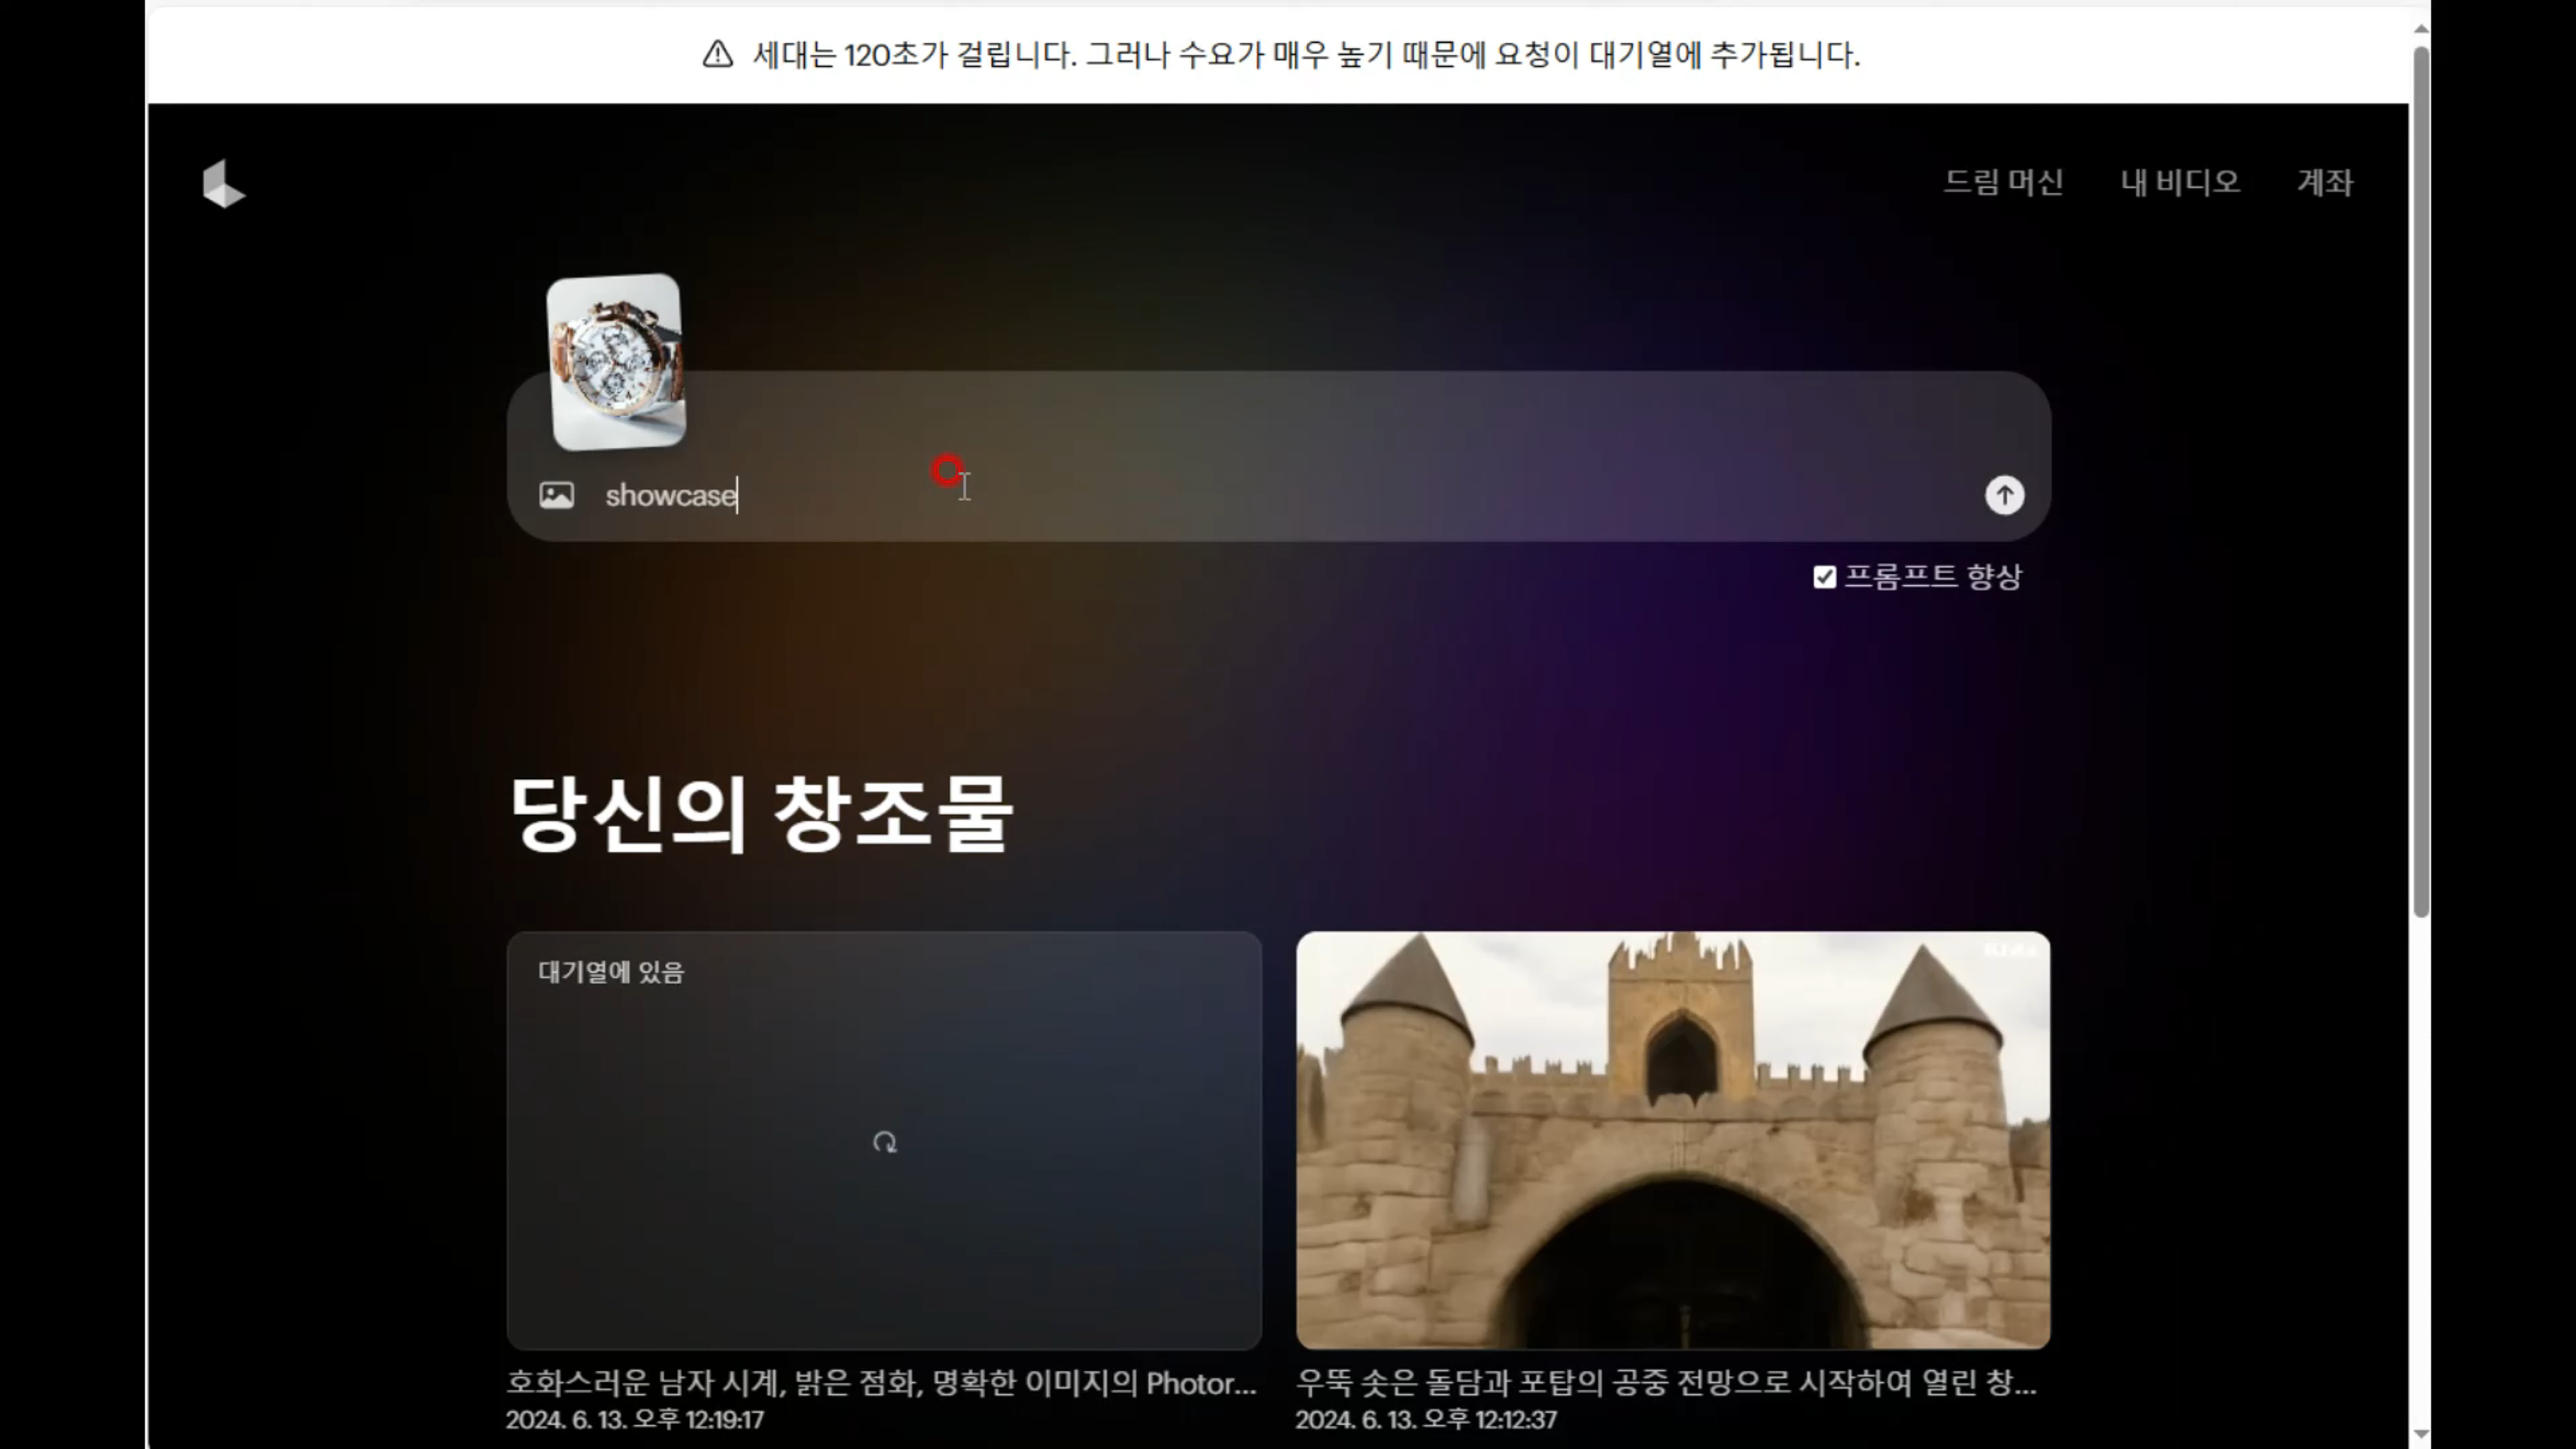 세대는 120초가 걸립니다. 그러나 수요가 매우 높기 때문에 요청이 대기열에 추가됩니다.
드림 머신 내 비디오 계좌
showcase
프롬프트 향상
당신의 창조물
대기열에 있음
호화스러운 남자 시계, 밝은 점화, 명확한 이미지의 Photor...
2024. 6. 13. 오후 12:19:17
우뚝 솟은 돌담과 포탑의 공중 전망으로 시작하여 열린 창...
2024. 6. 13. 오후 12:12:37